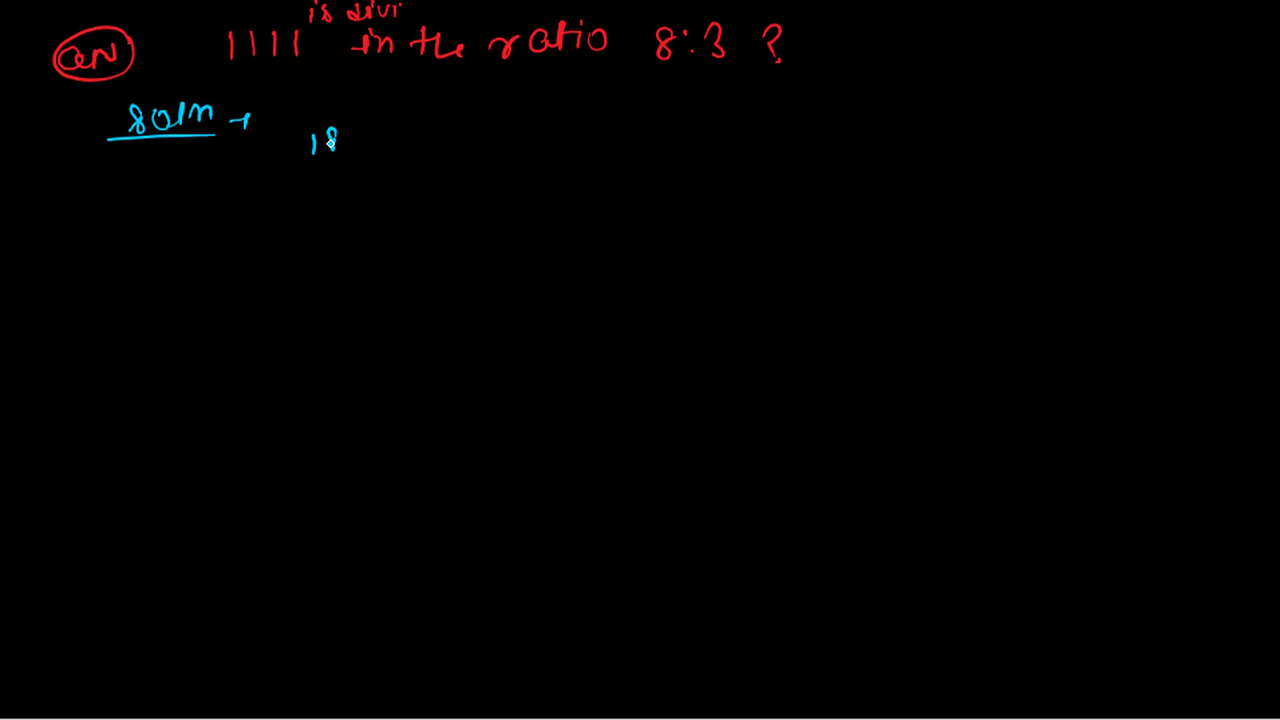 is divi
QN 1111 in the ratio 8:3 ?
soln →
18